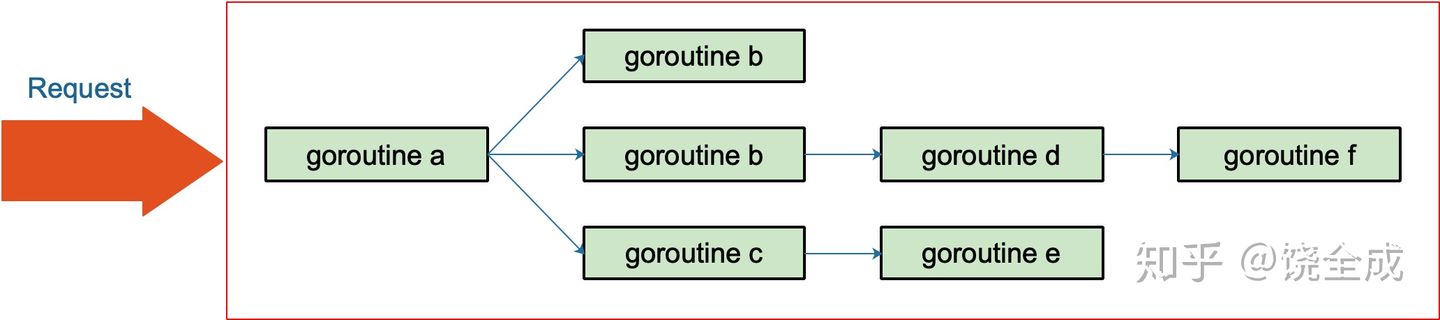 Request
goroutine a
goroutine b
goroutine b
goroutine d
goroutine f
goroutine c
goroutine e
知乎 @饶全成